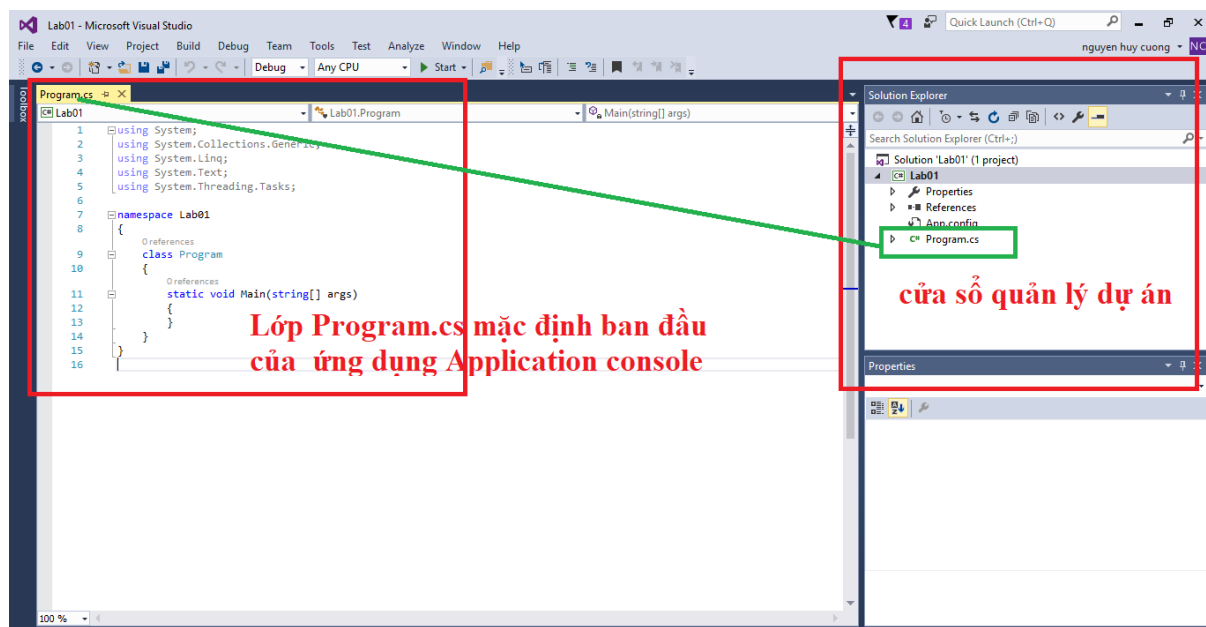 Lab01 - Microsoft Visual Studio
4
Quick Launch (Ctrl+Q)
File Edit View Project Build Debug Team Tools Test Analyze Window Help
nguyen huy cuong
NC
Debug
Any CPU
Start
Toolbox
Program.cs
Lab01
Lab01.Program
Main(string[] args)
1 using System;
2 using System.Collections.Generic;
3 using System.Linq;
4 using System.Text;
5 using System.Threading.Tasks;
6
7 namespace Lab01
8 {
0 references
9 class Program
10 {
0 references
11 static void Main(string[] args)
12 {
13 }
14 }
15 }
16
Lớp Program.cs mặc định ban đầu
của ứng dụng Application console
100 %
Solution Explorer
Search Solution Explorer (Ctrl+;)
Solution 'Lab01' (1 project)
C# Lab01
Properties
References
App.config
C# Program.cs
cửa sổ quản lý dự án
Properties